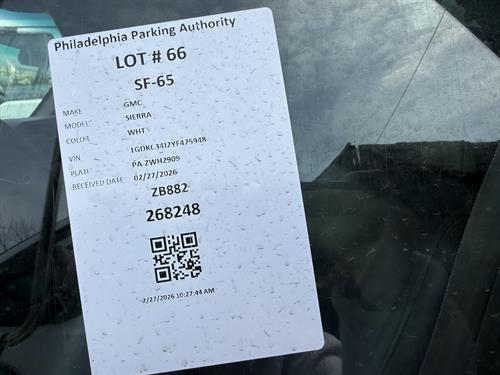 Philadelphia Parking Authority
LOT # 66
SF-65
MAKE GMC
MODEL SIERRA
COLOR WHT
VIN 1GDKC34J2YF475948
PLATE PA-ZWH2909
RECEIVED DATE 02/27/2026
ZB882
268248
2/27/2026 10:27:44 AM